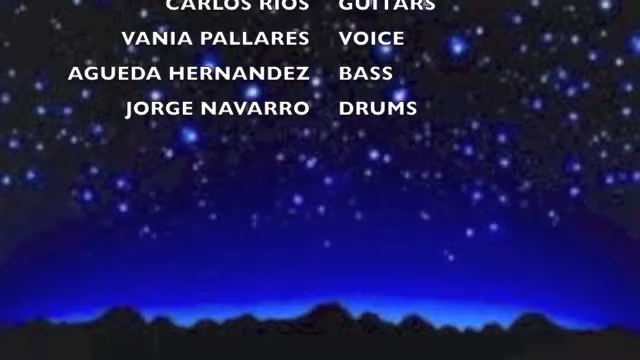 CARLOS RIOS GUITARS
VANIA PALLARES VOICE
AGUEDA HERNANDEZ BASS
JORGE NAVARRO DRUMS